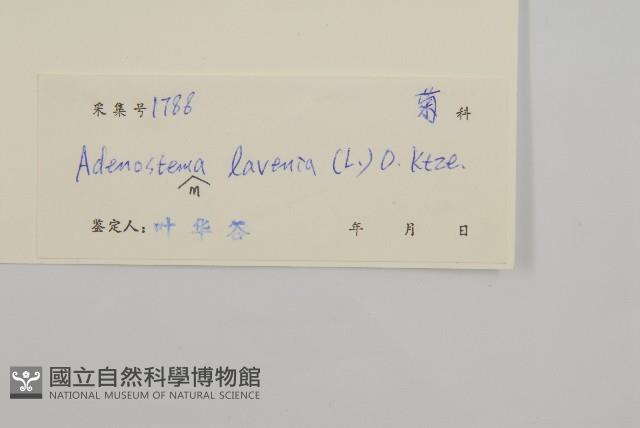 采集号 1788 菊 科
Adenostema lavenia (L.) O. Ktze.
m
鉴定人: 叶华谷 年 月 日
國立自然科學博物館
NATIONAL MUSEUM OF NATURAL SCIENCE